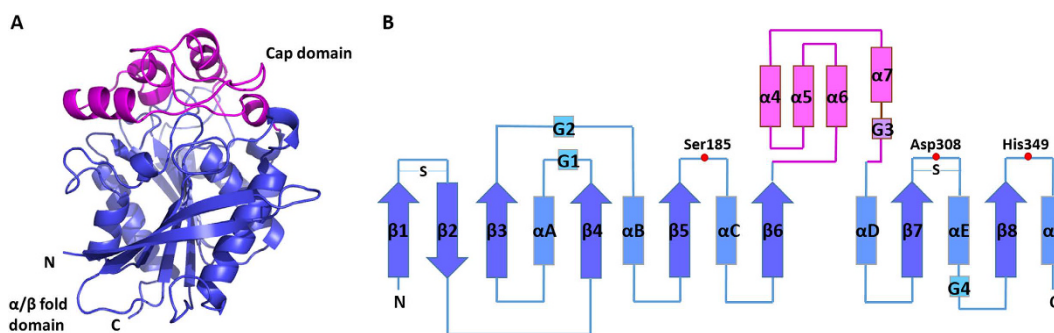 A
Cap domain
N
α/β fold
domain
C
B
G2
G1
S
Ser185
α4
α5
α6
α7
G3
Asp308
S
His349
β1
β2
β3
αA
β4
αB
β5
αC
β6
αD
β7
αE
β8
G4
N